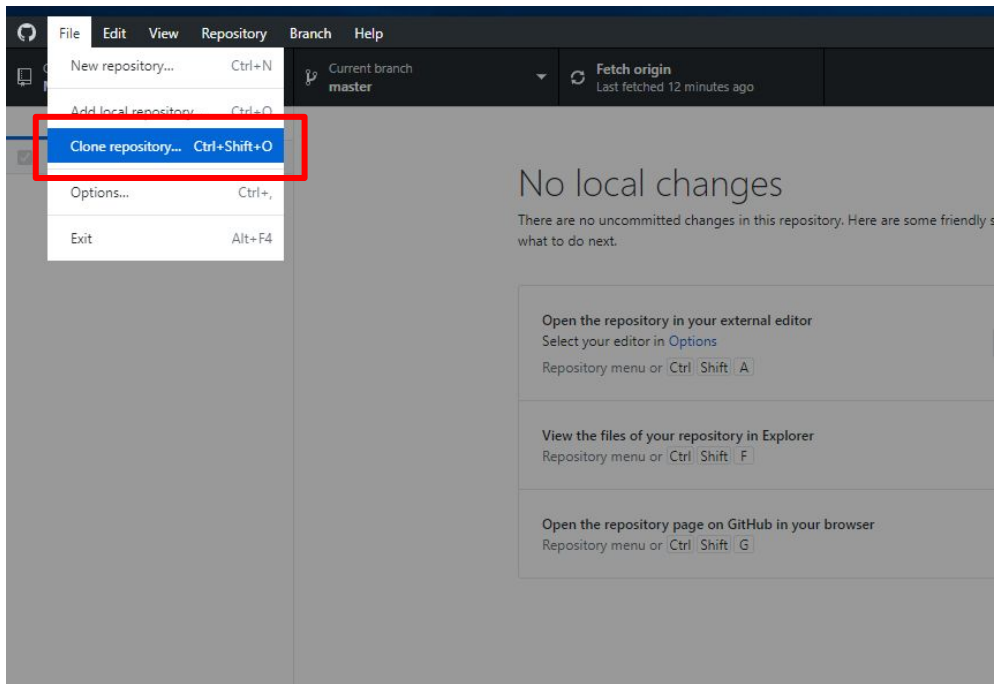 File Edit View Repository Branch Help
New repository... Ctrl+N
Current branch
master
Fetch origin
Last fetched 12 minutes ago
Add local repository Ctrl+O
Clone repository... Ctrl+Shift+O
Options... Ctrl+,
Exit Alt+F4
No local changes
There are no uncommitted changes in this repository. Here are some friendly
what to do next.
Open the repository in your external editor
Select your editor in Options
Repository menu or Ctrl Shift A
View the files of your repository in Explorer
Repository menu or Ctrl Shift F
Open the repository page on GitHub in your browser
Repository menu or Ctrl Shift G